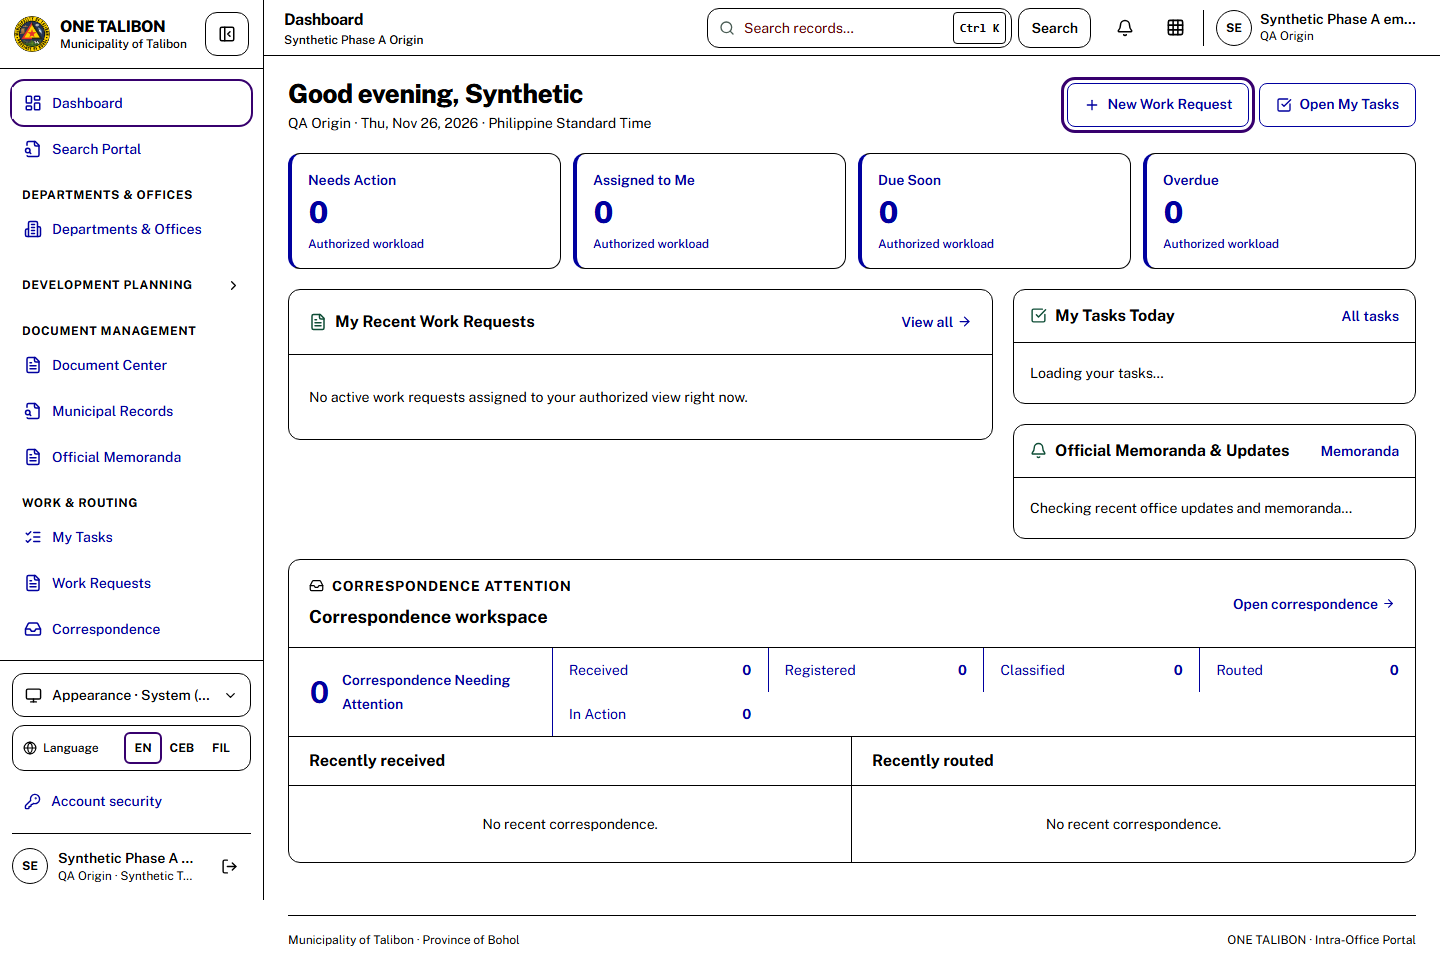 ONE TALIBON
Municipality of Talibon
Dashboard
Search Portal
DEPARTMENTS & OFFICES
Departments & Offices
DEVELOPMENT PLANNING
DOCUMENT MANAGEMENT
Document Center
Municipal Records
Official Memoranda
WORK & ROUTING
My Tasks
Work Requests
Correspondence
Appearance · System (...
Language EN CEB FIL
Account security
SE Synthetic Phase A ...
QA Origin · Synthetic T...
Dashboard
Synthetic Phase A Origin
Search records... Ctrl K Search
SE Synthetic Phase A em...
QA Origin
Good evening, Synthetic
QA Origin · Thu, Nov 26, 2026 · Philippine Standard Time
New Work Request Open My Tasks
Needs Action
0
Authorized workload
Assigned to Me
0
Authorized workload
Due Soon
0
Authorized workload
Overdue
0
Authorized workload
My Recent Work Requests View all
No active work requests assigned to your authorized view right now.
My Tasks Today All tasks
Loading your tasks...
Official Memoranda & Updates Memoranda
Checking recent office updates and memoranda...
CORRESPONDENCE ATTENTION
Correspondence workspace
Open correspondence
0 Correspondence Needing
Attention
Received 0 Registered 0 Classified 0 Routed 0
In Action 0
Recently received
No recent correspondence.
Recently routed
No recent correspondence.
Municipality of Talibon · Province of Bohol
ONE TALIBON · Intra-Office Portal